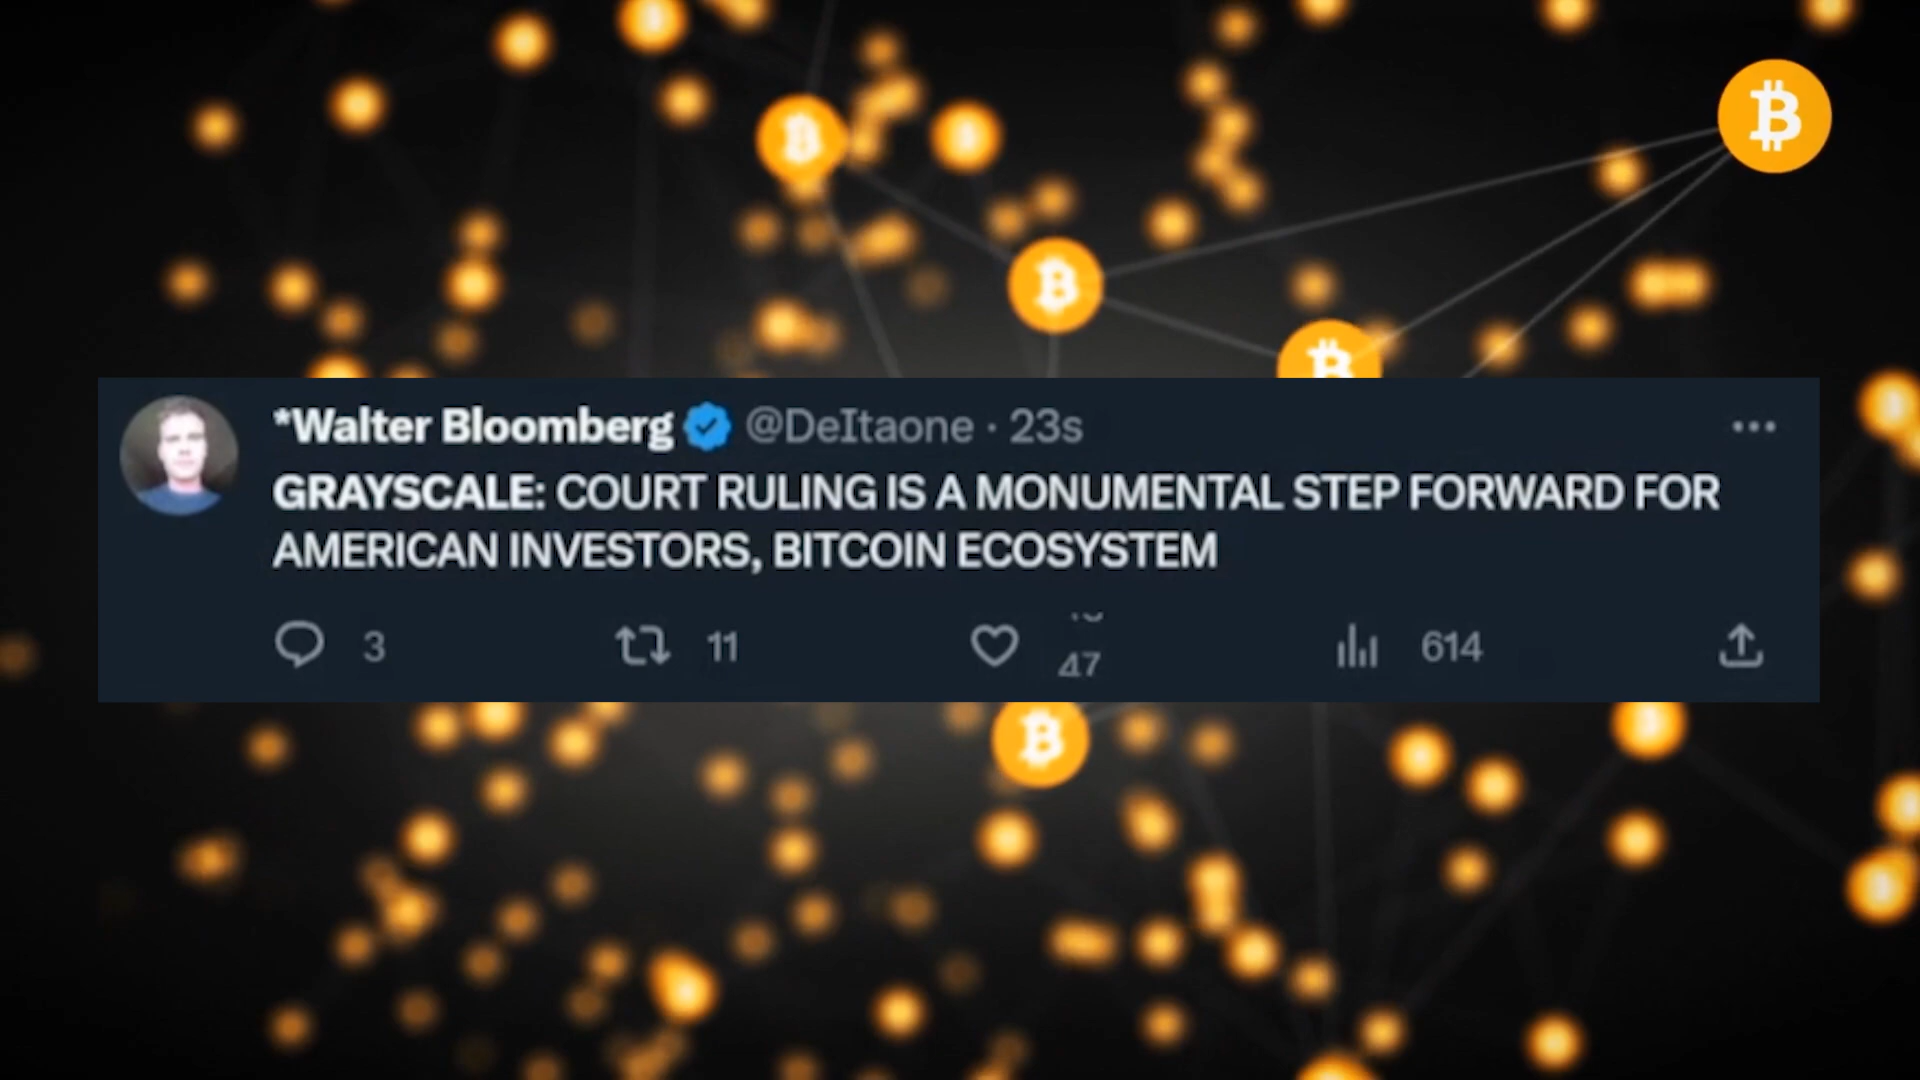 *Walter Bloomberg @DeItaone · 23s
GRAYSCALE: COURT RULING IS A MONUMENTAL STEP FORWARD FOR
AMERICAN INVESTORS, BITCOIN ECOSYSTEM
3 11 47 614